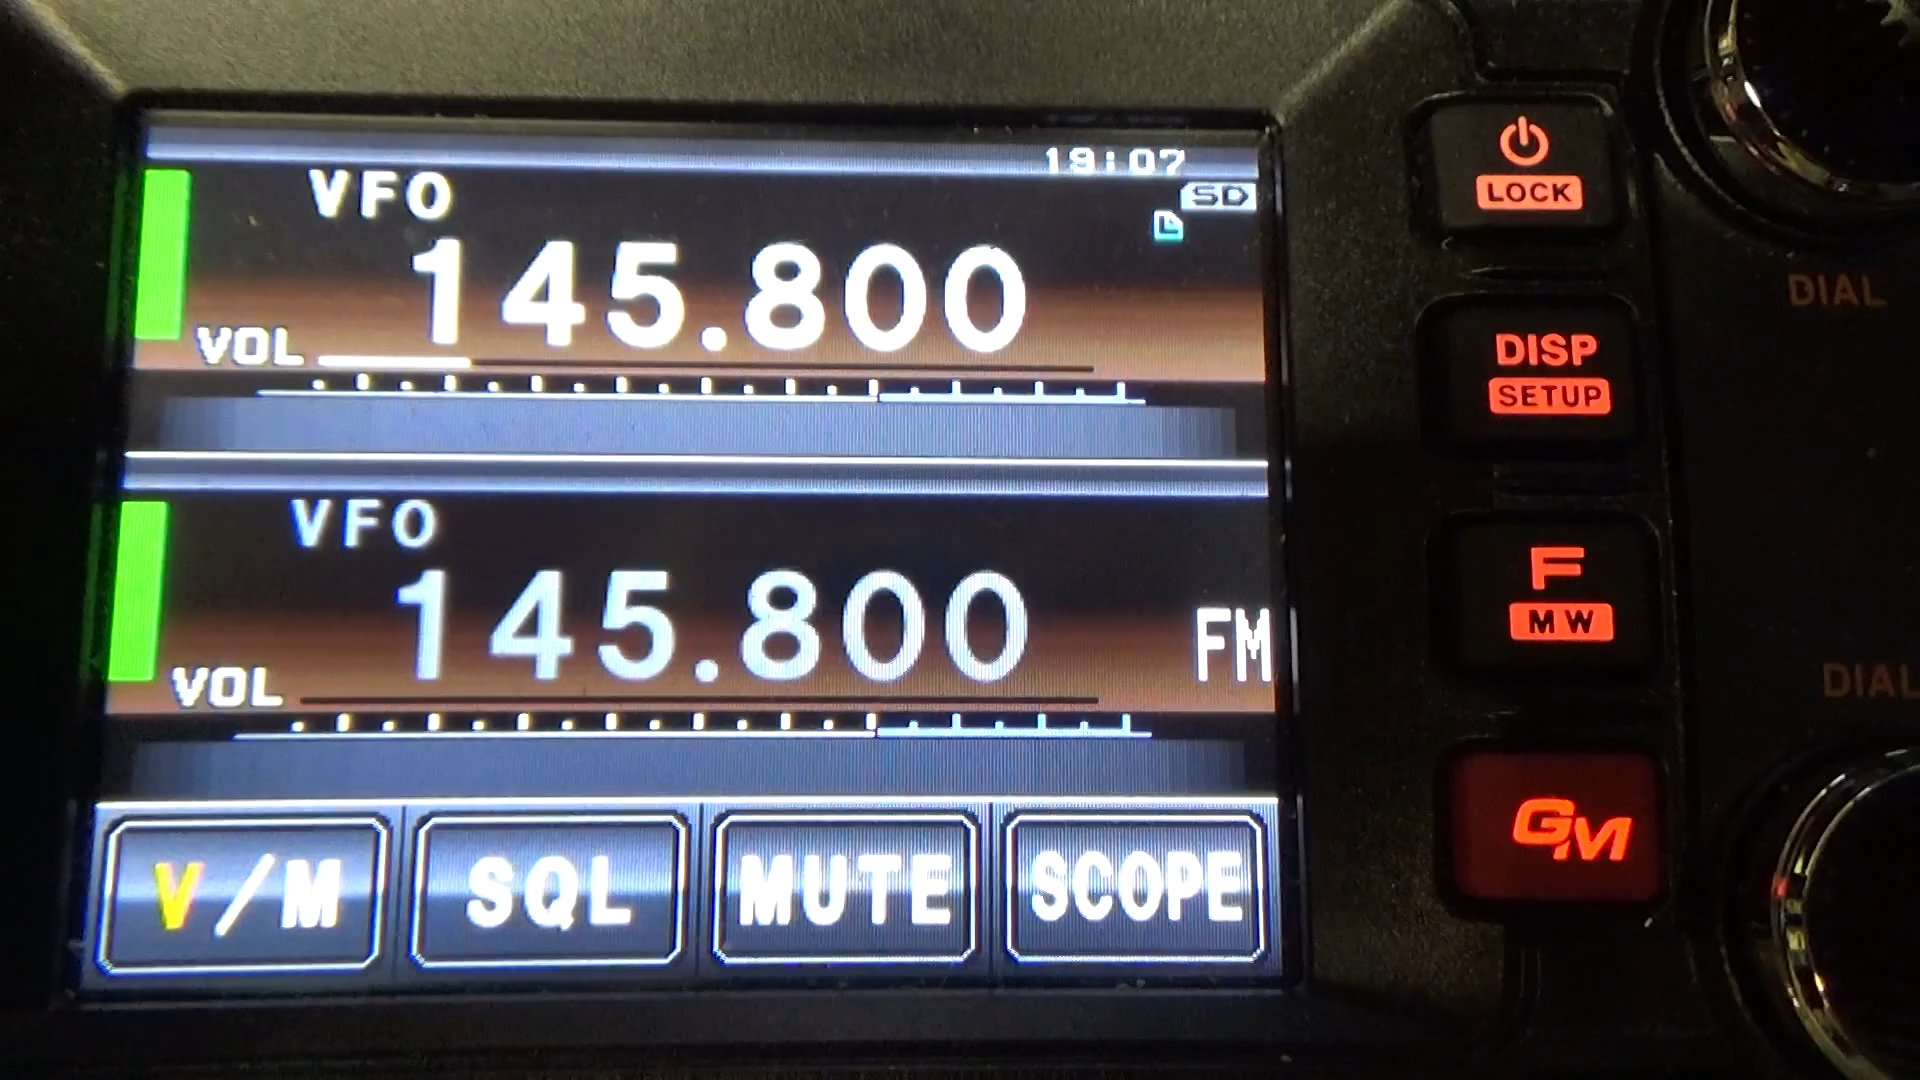 18:07
SD
VFO
145.800
VOL
VFO
145.800
FM
VOL
V/M
SQL
MUTE
SCOPE
LOCK
DISP
SETUP
F
MW
GM
DIAL
DIAL